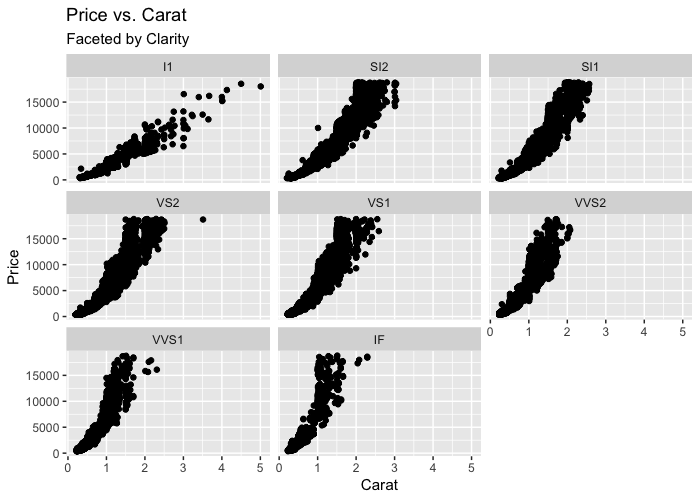 Price vs. Carat
Faceted by Clarity
I1 SI2 SI1
15000
10000
5000
0
VS2 VS1 VVS2
15000
10000
5000
0
0 1 2 3 4 5
VVS1 IF
15000
10000
5000
0
0 1 2 3 4 5 0 1 2 3 4 5
Price
Carat